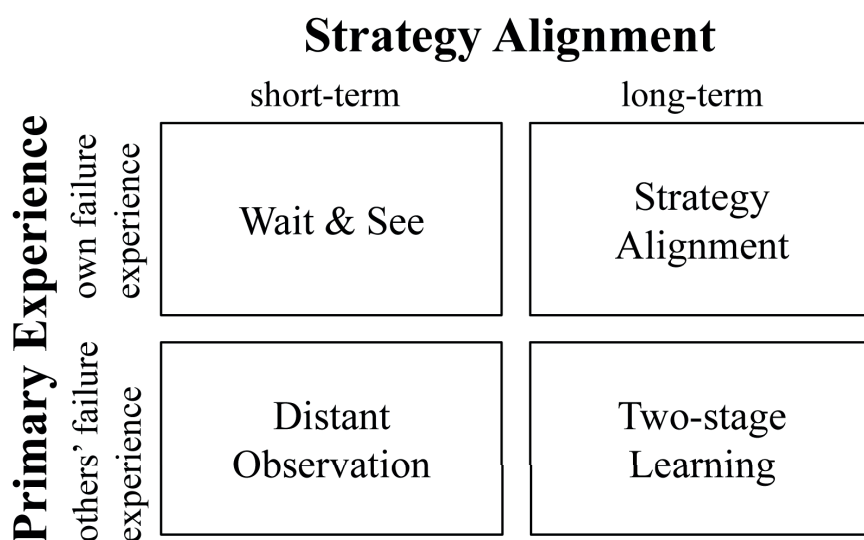 Strategy Alignment
short-term
long-term
Primary Experience
own failure
experience
Wait & See
Strategy
Alignment
others’ failure
experience
Distant
Observation
Two-stage
Learning